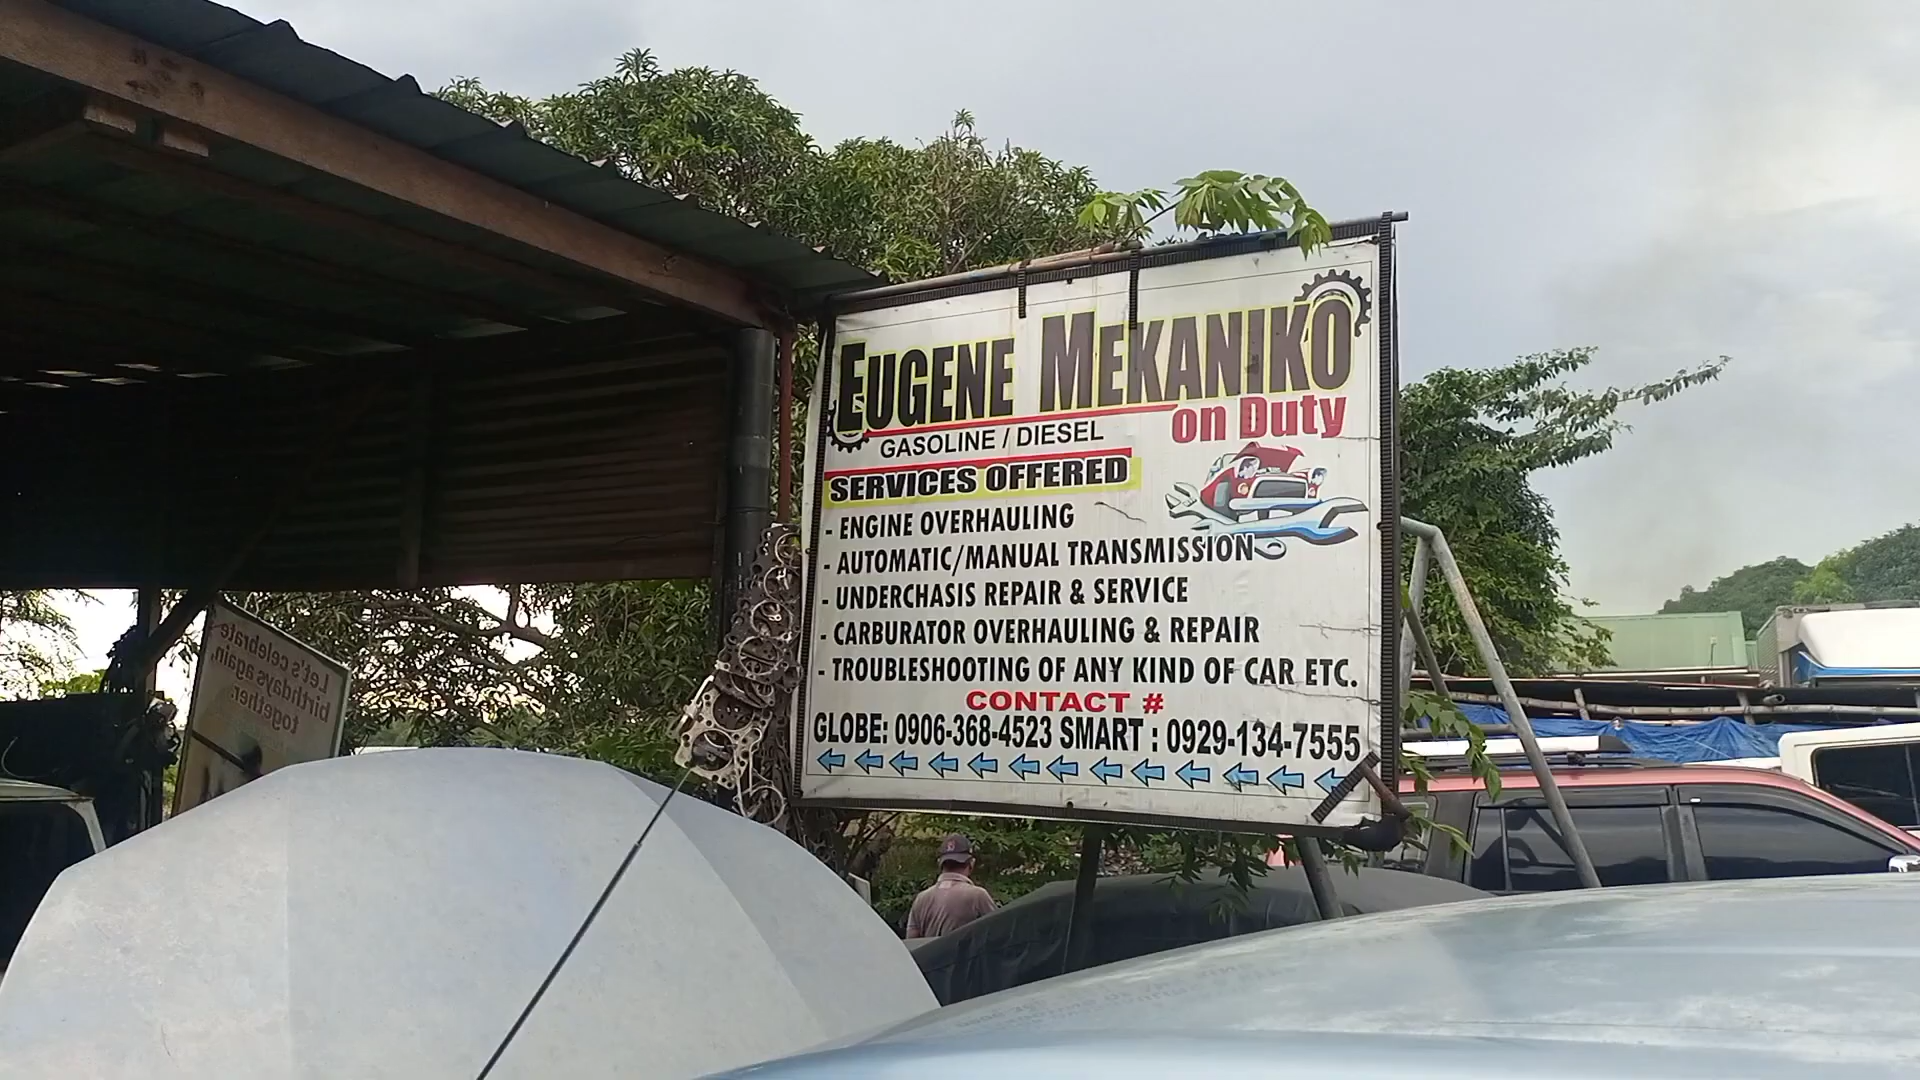 EUGENE MEKANIKO
on Duty
GASOLINE / DIESEL
SERVICES OFFERED
- ENGINE OVERHAULING
- AUTOMATIC/MANUAL TRANSMISSION
- UNDERCHASIS REPAIR & SERVICE
- CARBURATOR OVERHAULING & REPAIR
- TROUBLESHOOTING OF ANY KIND OF CAR ETC.
CONTACT #
GLOBE: 0906-368-4523 SMART : 0929-134-7555
Let's celebrate
birthdays again,
together.